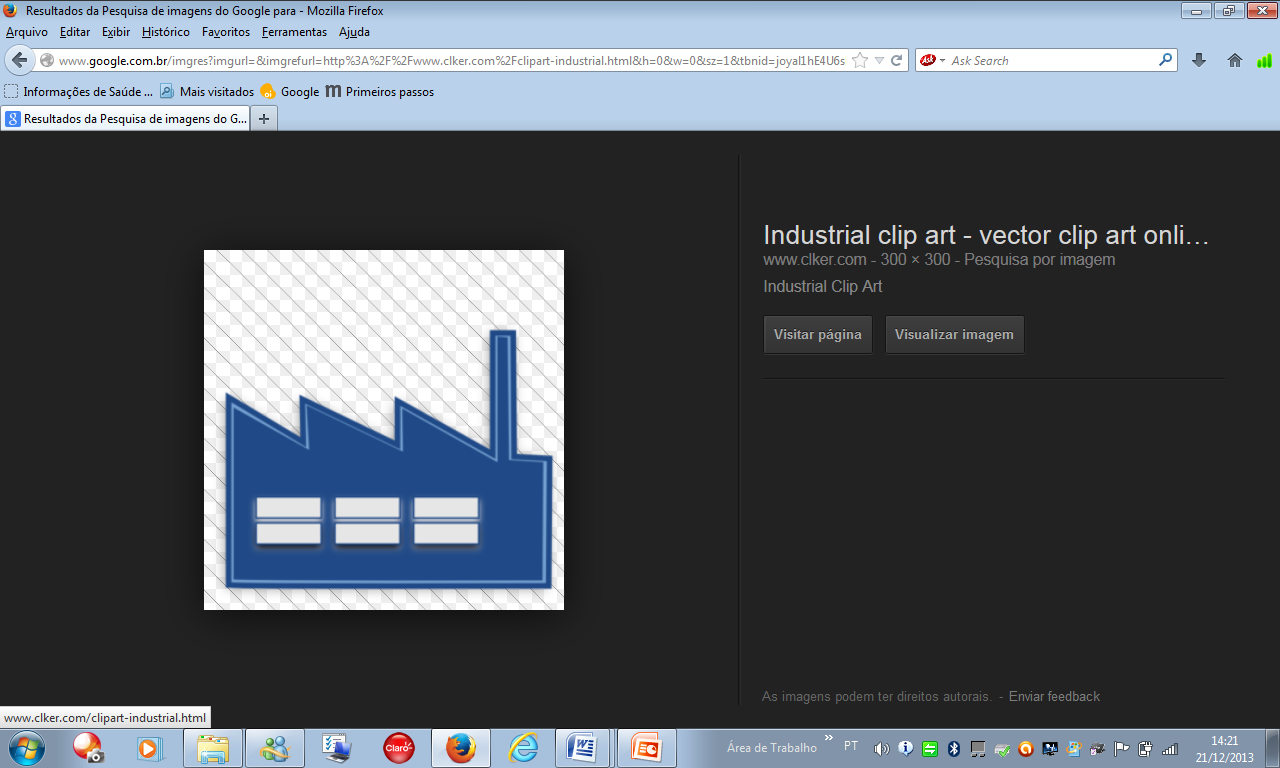 Resultados da Pesquisa de imagens do Google para - Mozilla Firefox
Arquivo Editar Exibir Histórico Favoritos Ferramentas Ajuda
www.google.com.br/imgres?imgurl=&imgrefurl=http%3A%2F%2Fwww.clker.com%2Fclipart-industrial.html&h=0&w=0&sz=1&tbnid=joyal1hE4U6s
Ask Ask Search
Informações de Saúde ... Mais visitados Google Primeiros passos
Resultados da Pesquisa de imagens do G...
Industrial clip art - vector clip art onli...
www.clker.com - 300 × 300 - Pesquisa por imagem
Industrial Clip Art
Visitar página Visualizar imagem
As imagens podem ter direitos autorais. - Enviar feedback
www.clker.com/clipart-industrial.html
Claro
Área de Trabalho » PT
14:21
21/12/2013